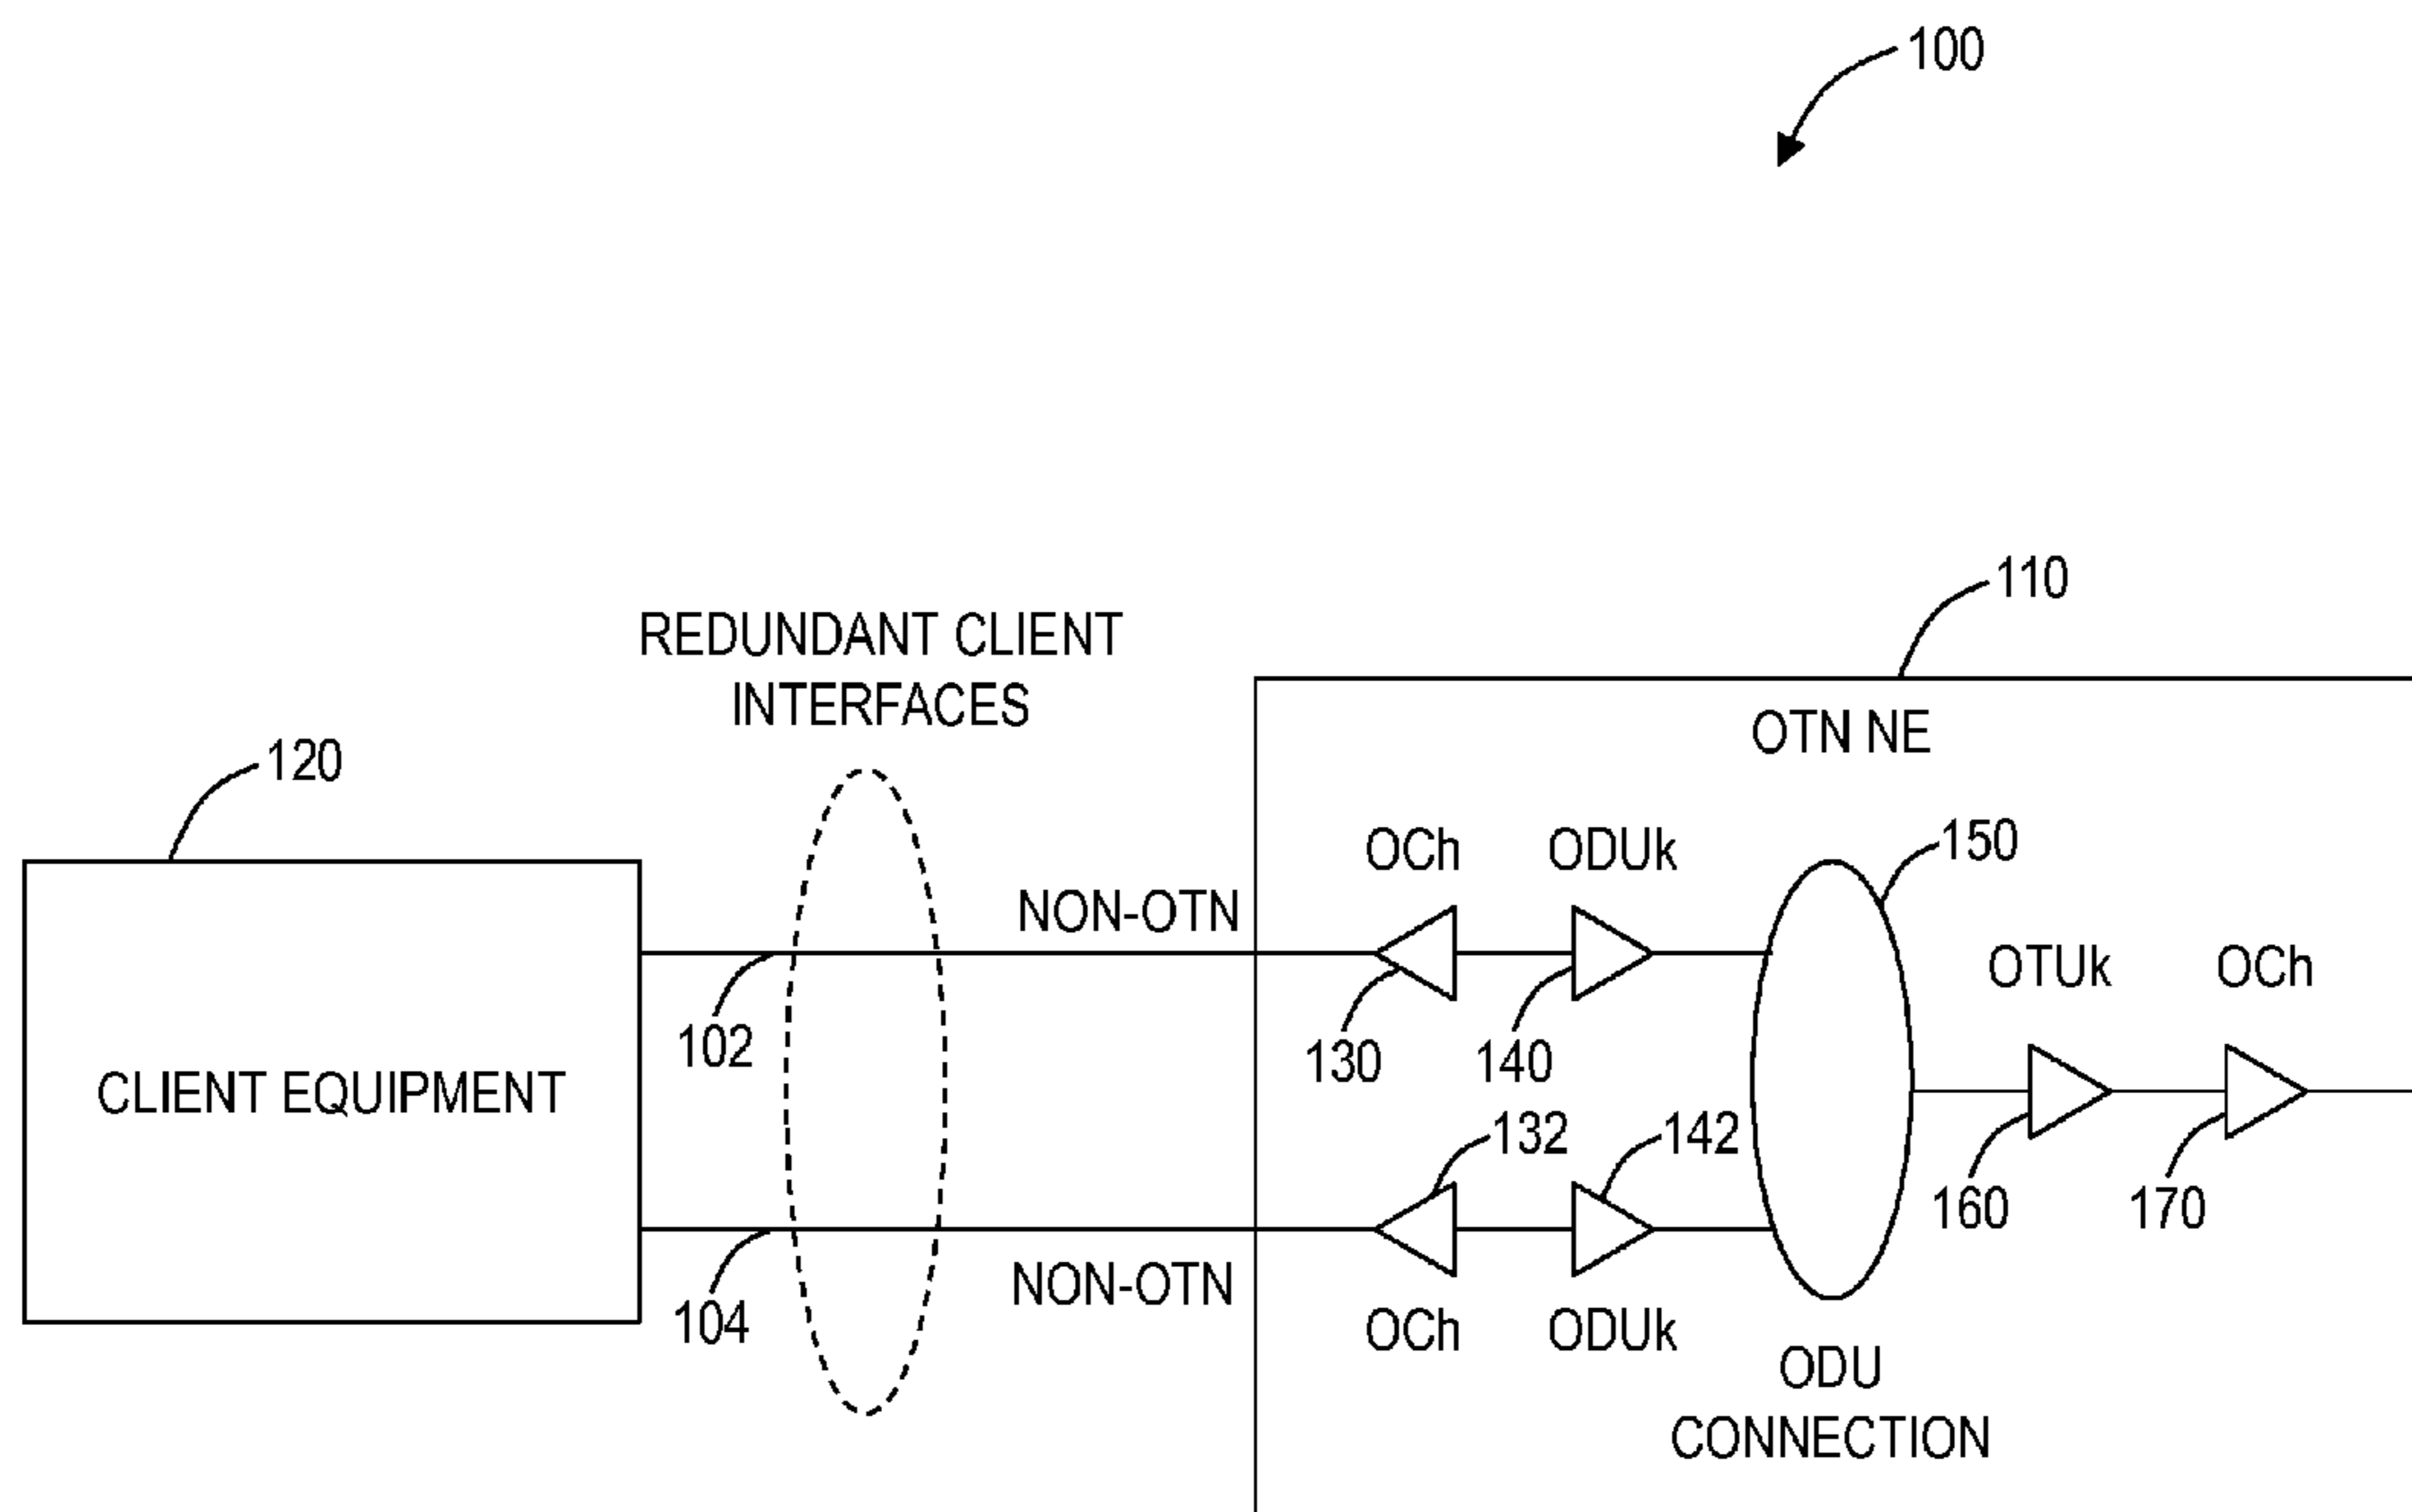 100
110
REDUNDANT CLIENT
INTERFACES
OTN NE
120
OCh
ODUk
150
NON-OTN
OTUk
OCh
102
130
140
CLIENT EQUIPMENT
132
142
160
170
104
NON-OTN
OCh
ODUk
ODU
CONNECTION